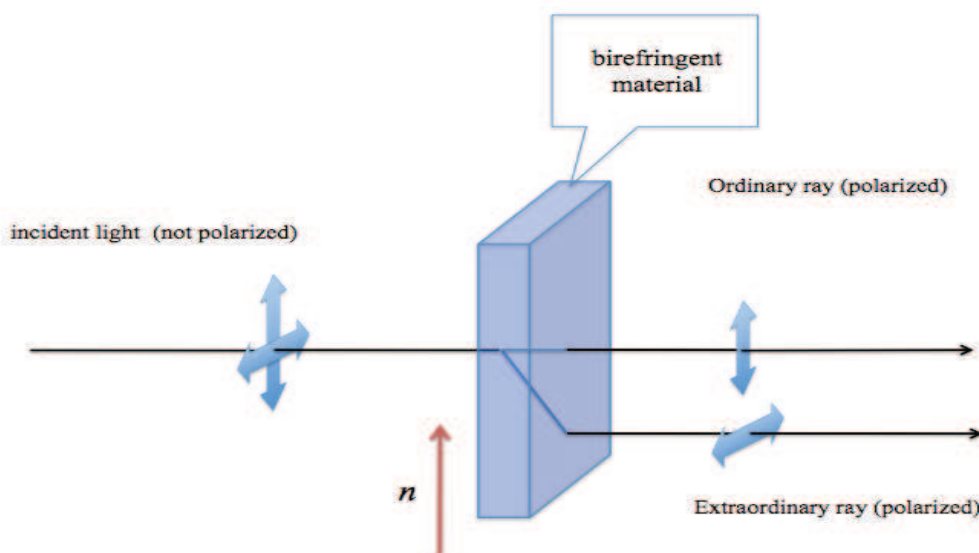 birefringent
material
Ordinary ray (polarized)
incident light (not polarized)
n
Extraordinary ray (polarized)